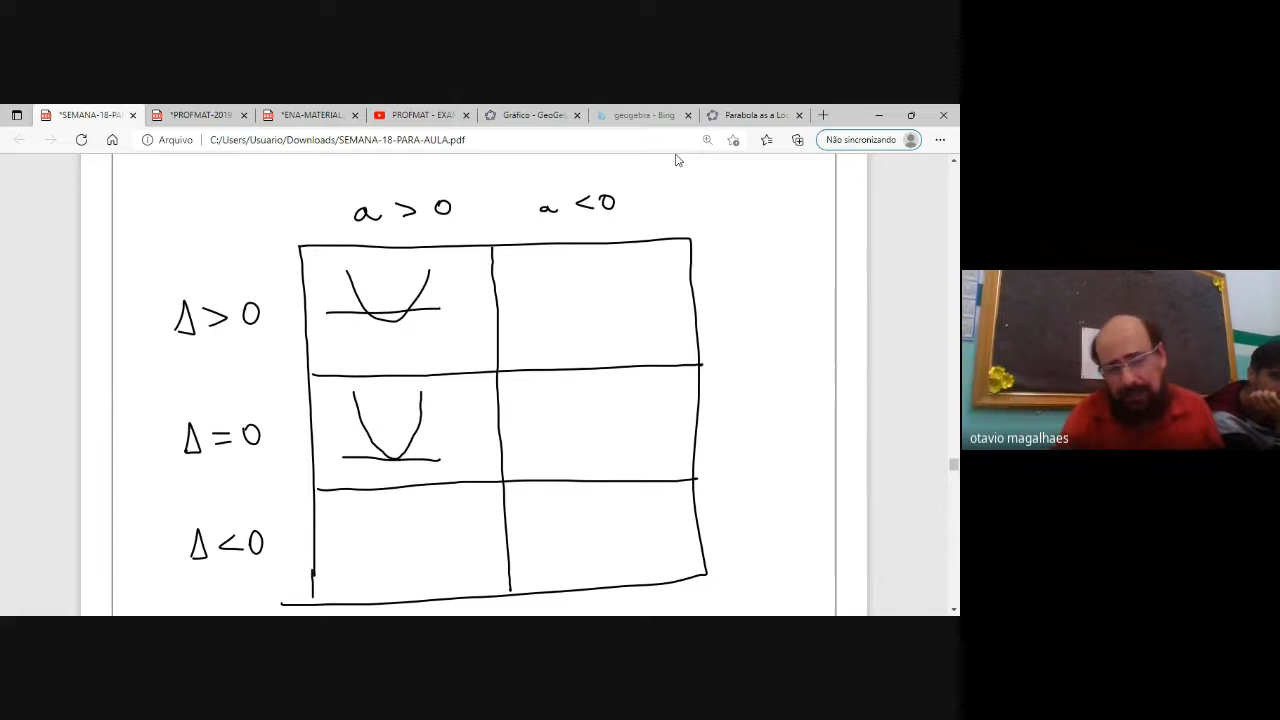 *SEMANA-18-PA
*PROFMAT-2019
*ENA-MATERIAL
PROFMAT - EXA
Gráfico - GeoGe
geogebra - Bing
Parabola as a Loc
Arquivo
C:/Users/Usuario/Downloads/SEMANA-18-PARA-AULA.pdf
Não sincronizando
a > 0
a < 0
Δ > 0
Δ = 0
Δ < 0
otavio magalhaes